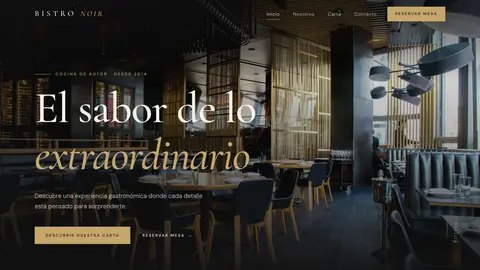 BISTRO NOIR
Inicio Nosotros Carta Contacto RESERVAR MESA
COCINA DE AUTOR · DESDE 2014
El sabor de lo
extraordinario
Descubre una experiencia gastronómica donde cada detalle
está pensado para sorprenderte.
DESCUBRIR NUESTRA CARTA RESERVAR MESA →